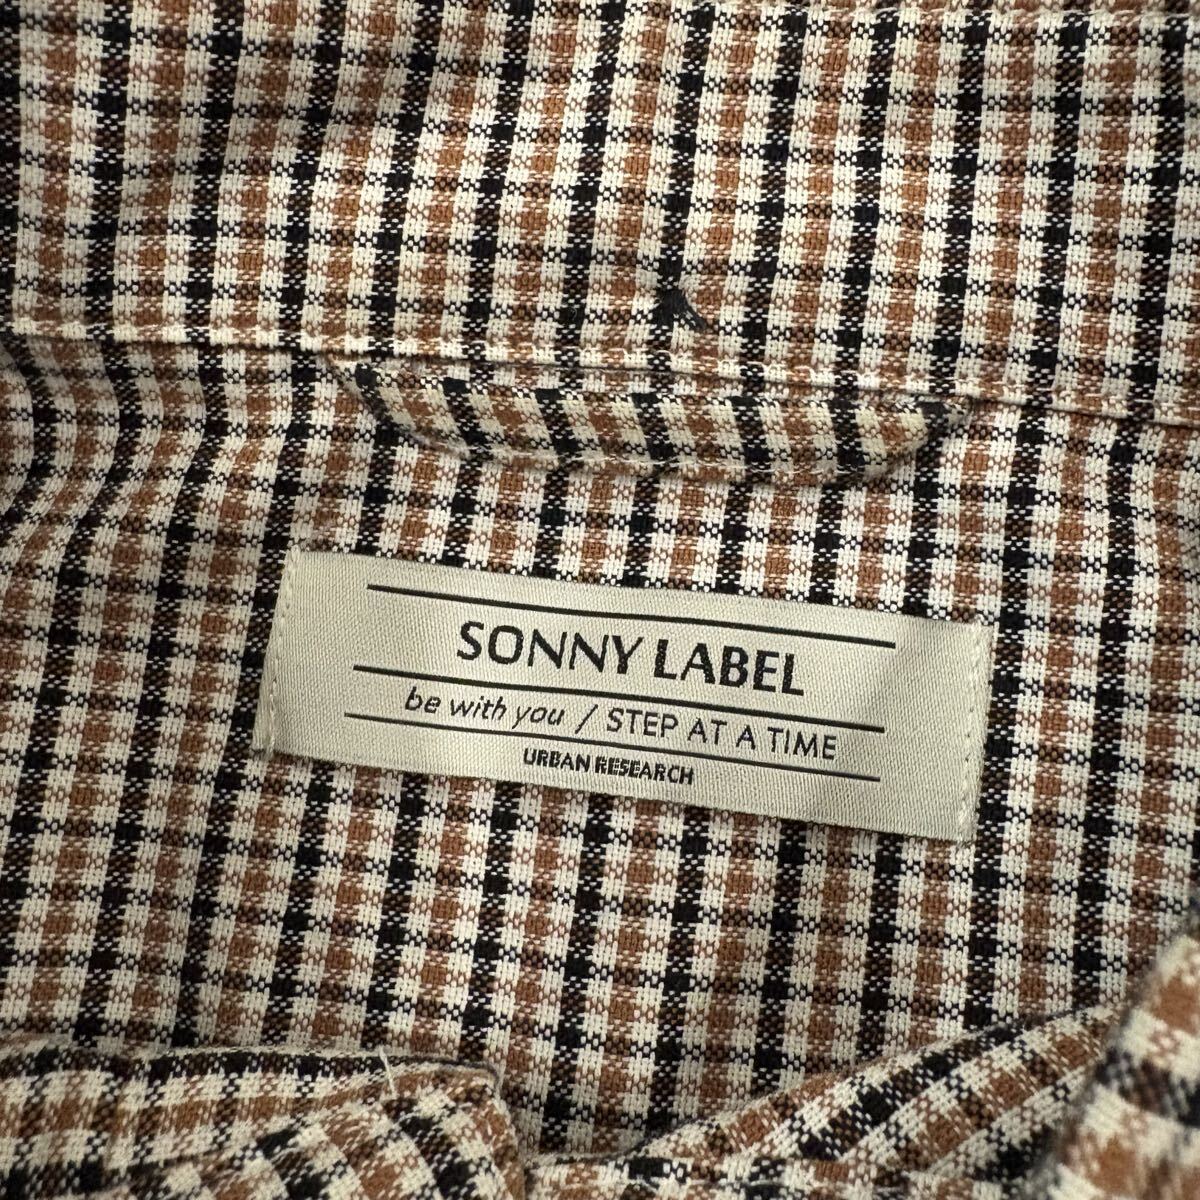 SONNY LABEL
be with you / STEP AT A TIME
URBAN RESEARCH